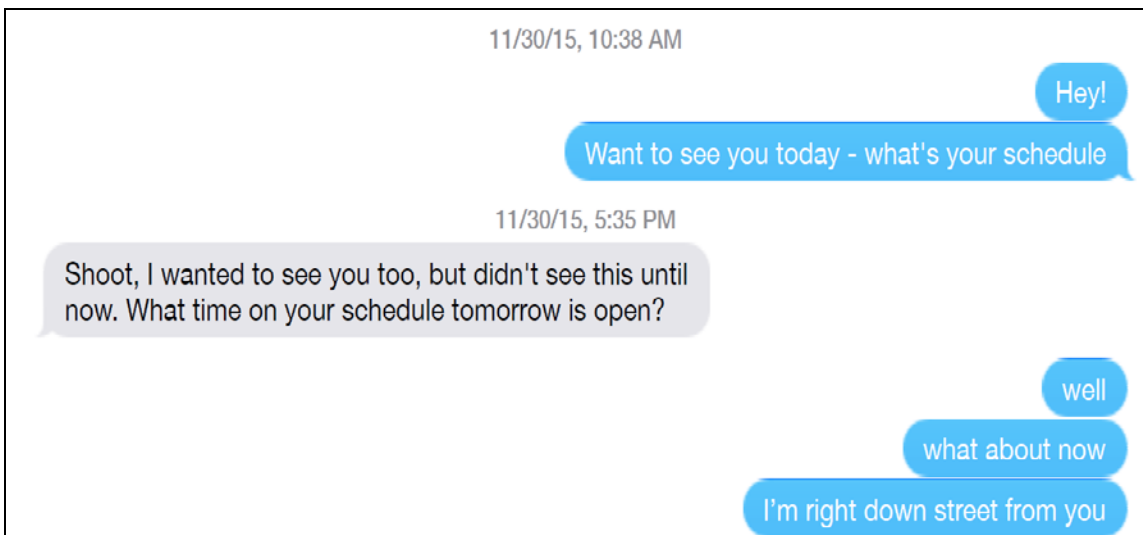 11/30/15, 10:38 AM
Hey!
Want to see you today - what's your schedule
11/30/15, 5:35 PM
Shoot, I wanted to see you too, but didn't see this until
now. What time on your schedule tomorrow is open?
well
what about now
I’m right down street from you